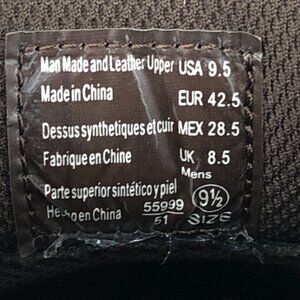 Man Made and Leather Upper USA 9.5
Made in China EUR 42.5
Dessus synthetiques et cuir MEX 28.5
Fabrique en Chine UK 8.5
Mens
Parte superior sintético y piel 55999 9½
Hecho en China 51 SIZE